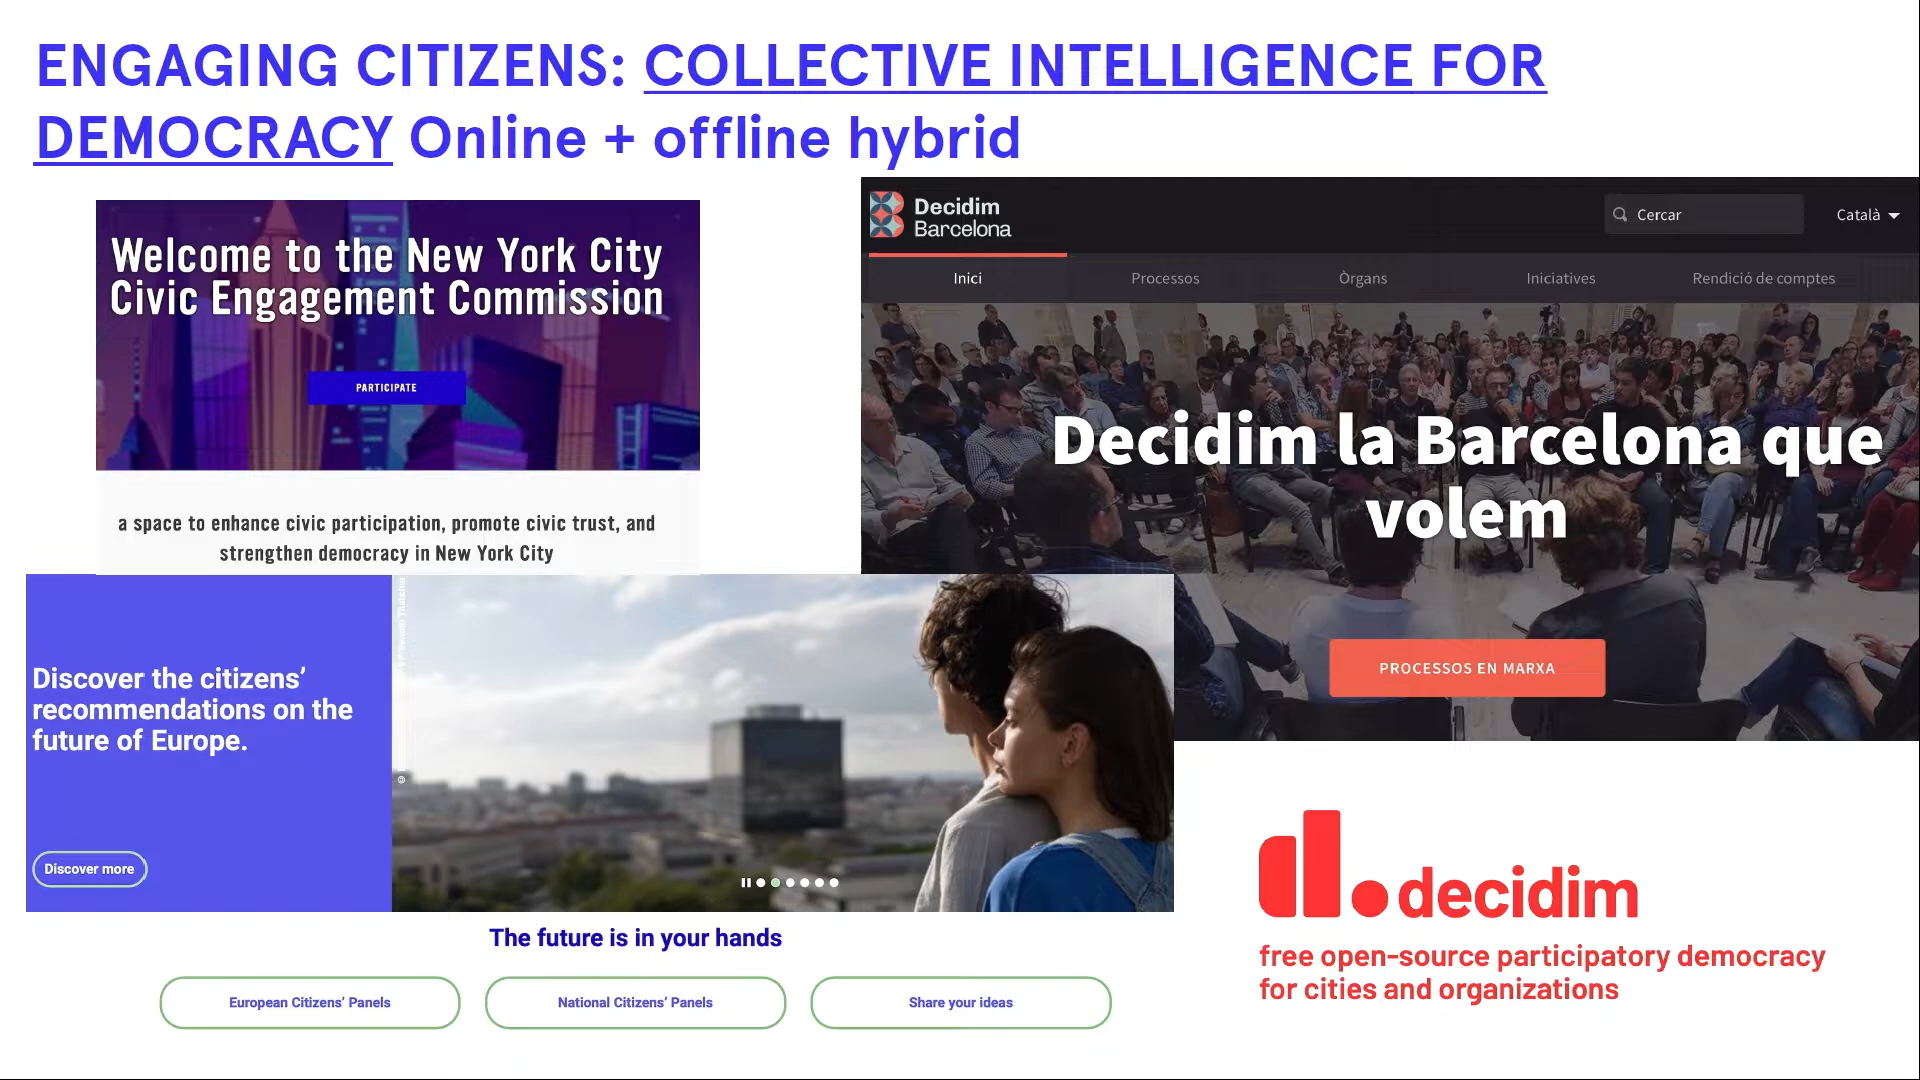 ENGAGING CITIZENS: COLLECTIVE INTELLIGENCE FOR
DEMOCRACY Online + offline hybrid
Welcome to the New York City
Civic Engagement Commission
PARTICIPATE
a space to enhance civic participation, promote civic trust, and
strengthen democracy in New York City
Decidim
Barcelona
Cercar
Català
Inici
Processos
Òrgans
Iniciatives
Rendició de comptes
Decidim la Barcelona que
volem
PROCESSOS EN MARXA
Discover the citizens’
recommendations on the
future of Europe.
Discover more
©
The future is in your hands
European Citizens’ Panels
National Citizens’ Panels
Share your ideas
decidim
free open-source participatory democracy
for cities and organizations